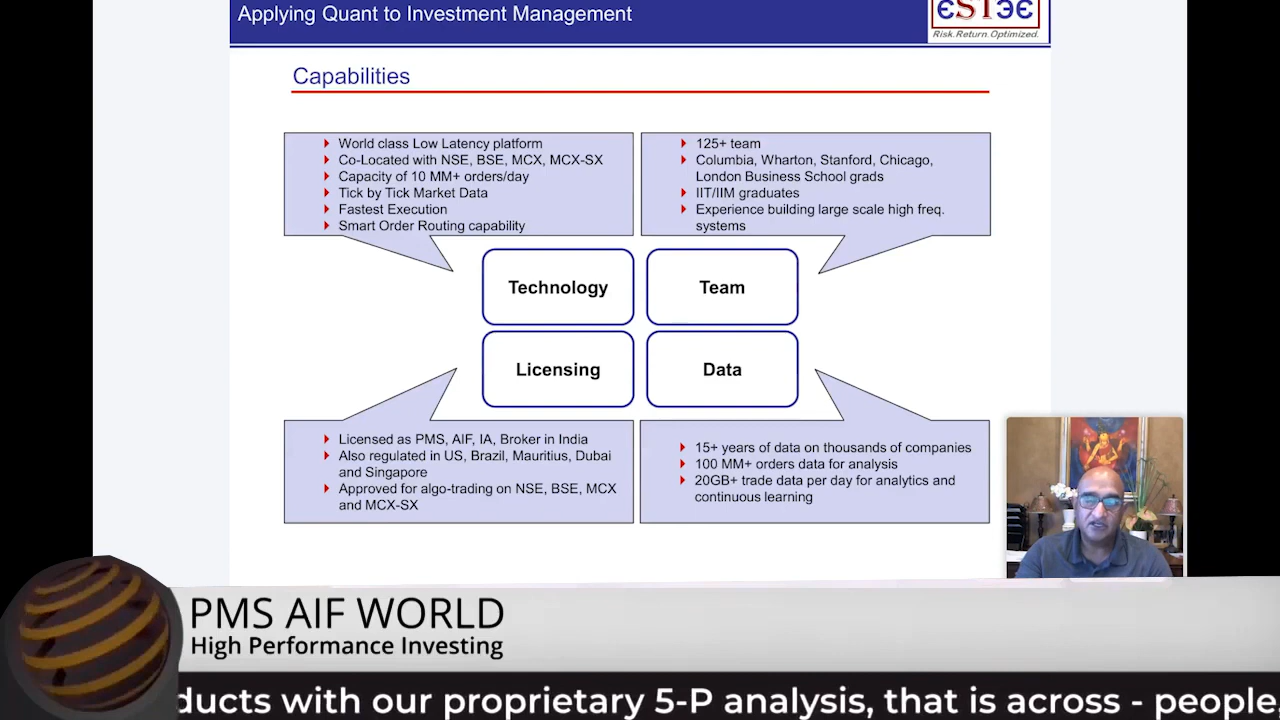 Applying Quant to Investment Management
εST϶Є
Risk.Return.Optimized.
Capabilities
World class Low Latency platform
Co-Located with NSE, BSE, MCX, MCX-SX
Capacity of 10 MM+ orders/day
Tick by Tick Market Data
Fastest Execution
Smart Order Routing capability
125+ team
Columbia, Wharton, Stanford, Chicago,
London Business School grads
IIT/IIM graduates
Experience building large scale high freq.
systems
Technology
Team
Licensing
Data
Licensed as PMS, AIF, IA, Broker in India
Also regulated in US, Brazil, Mauritius, Dubai
and Singapore
Approved for algo-trading on NSE, BSE, MCX
and MCX-SX
15+ years of data on thousands of companies
100 MM+ orders data for analysis
20GB+ trade data per day for analytics and
continuous learning
PMS AIF WORLD
High Performance Investing
ducts with our proprietary 5-P analysis, that is across - people,